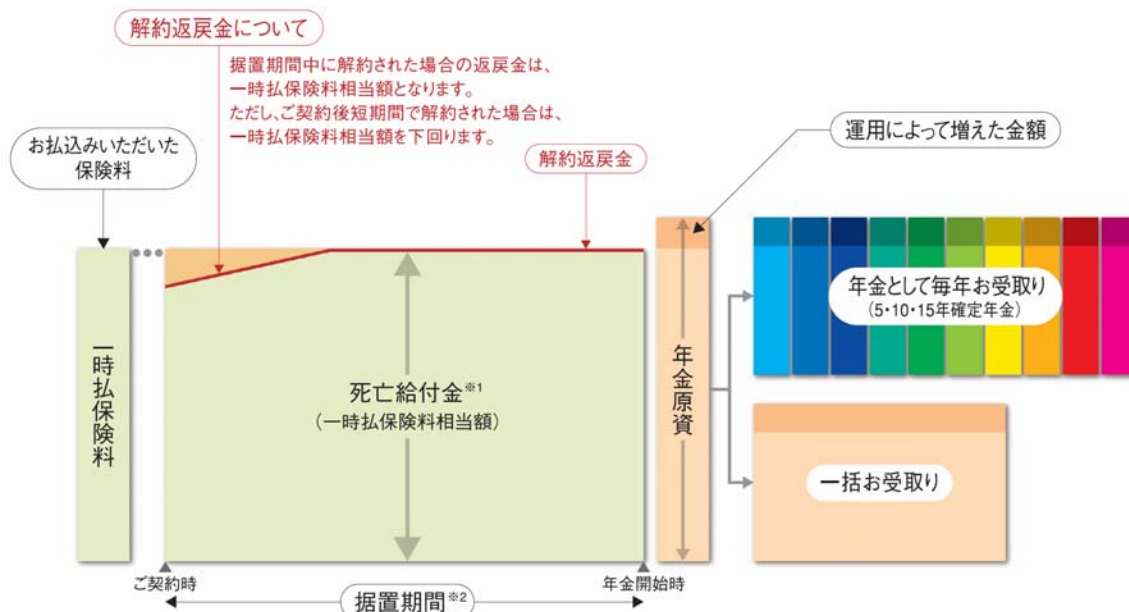 解約返戻金について
据置期間中に解約された場合の返戻金は、
一時払保険料相当額となります。
ただし、ご契約後短期間で解約された場合は、
一時払保険料相当額を下回ります。
お払込みいただいた
保険料
解約返戻金
運用によって増えた金額
一時払保険料
死亡給付金※1
(一時払保険料相当額)
年金原資
年金として毎年お受取り
(5・10・15年確定年金)
一括お受取り
ご契約時
年金開始時
据置期間※2